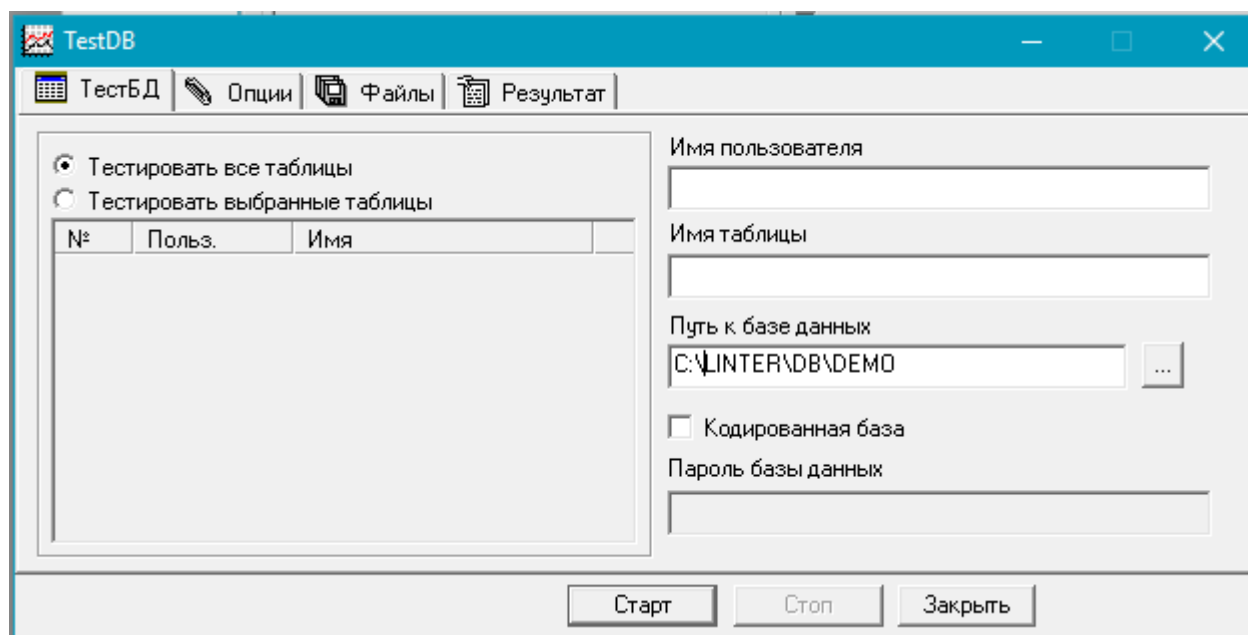 TestDB
ТестБД Опции Файлы Результат
Тестировать все таблицы
Тестировать выбранные таблицы
№ Польз. Имя
Имя пользователя
Имя таблицы
Путь к базе данных
C:\LINTER\DB\DEMO
...
Кодированная база
Пароль базы данных
Старт Стоп Закрыть